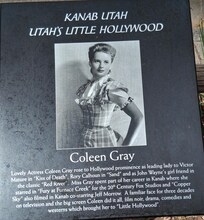 KANAB UTAH
UTAH'S LITTLE HOLLYWOOD
Coleen Gray
Lovely Actress Coleen Gray rose to Hollywood prominence as leading lady to Victor
Mature in "Kiss of Death", Rory Calhoun in "Sand" and as John Wayne's girl friend in
the classic "Red River". Miss Gray spent part of her career in Kanab where she
starred in "Fury at Furnace Creek" for the 20th Century Fox Studios and "Copper
Sky" also filmed in Kanab co-starring Jeff Morrow. A familiar face for three decades
on television and the big screen Coleen did it all, film noir, drama, comedies and
westerns which brought her to "Little Hollywood".